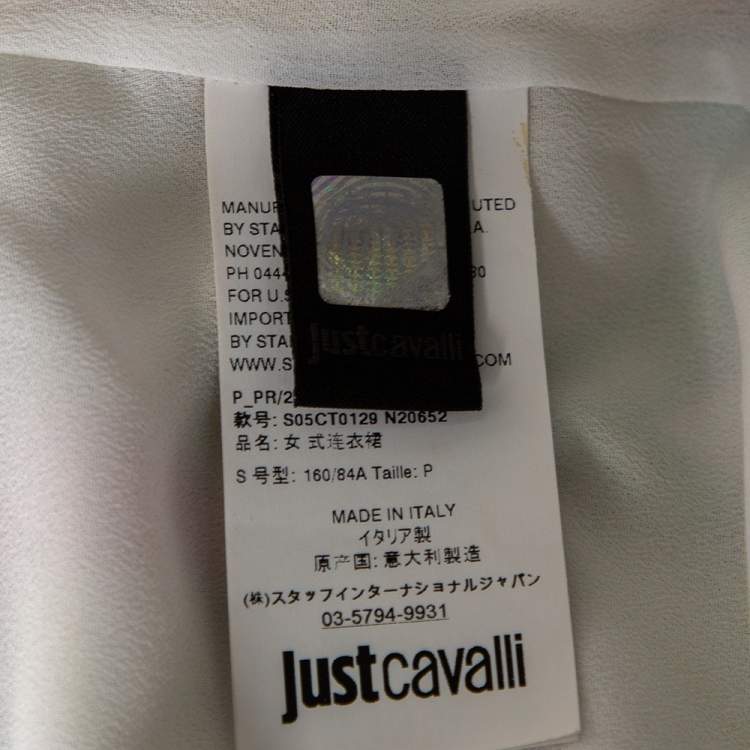 MANUF UTED
BY STA .A.
NOVEN
PH 044 80
FOR U.S
IMPORT
BY STA
WWW.S COM
justcavalli
P_PR/2
款号: S05CT0129 N20652
品名: 女 式连衣裙
S 号型: 160/84A Taille: P
MADE IN ITALY
イタリア製
原产国: 意大利製造
(株)スタッフインターナショナルジャパン
03-5794-9931
justcavalli